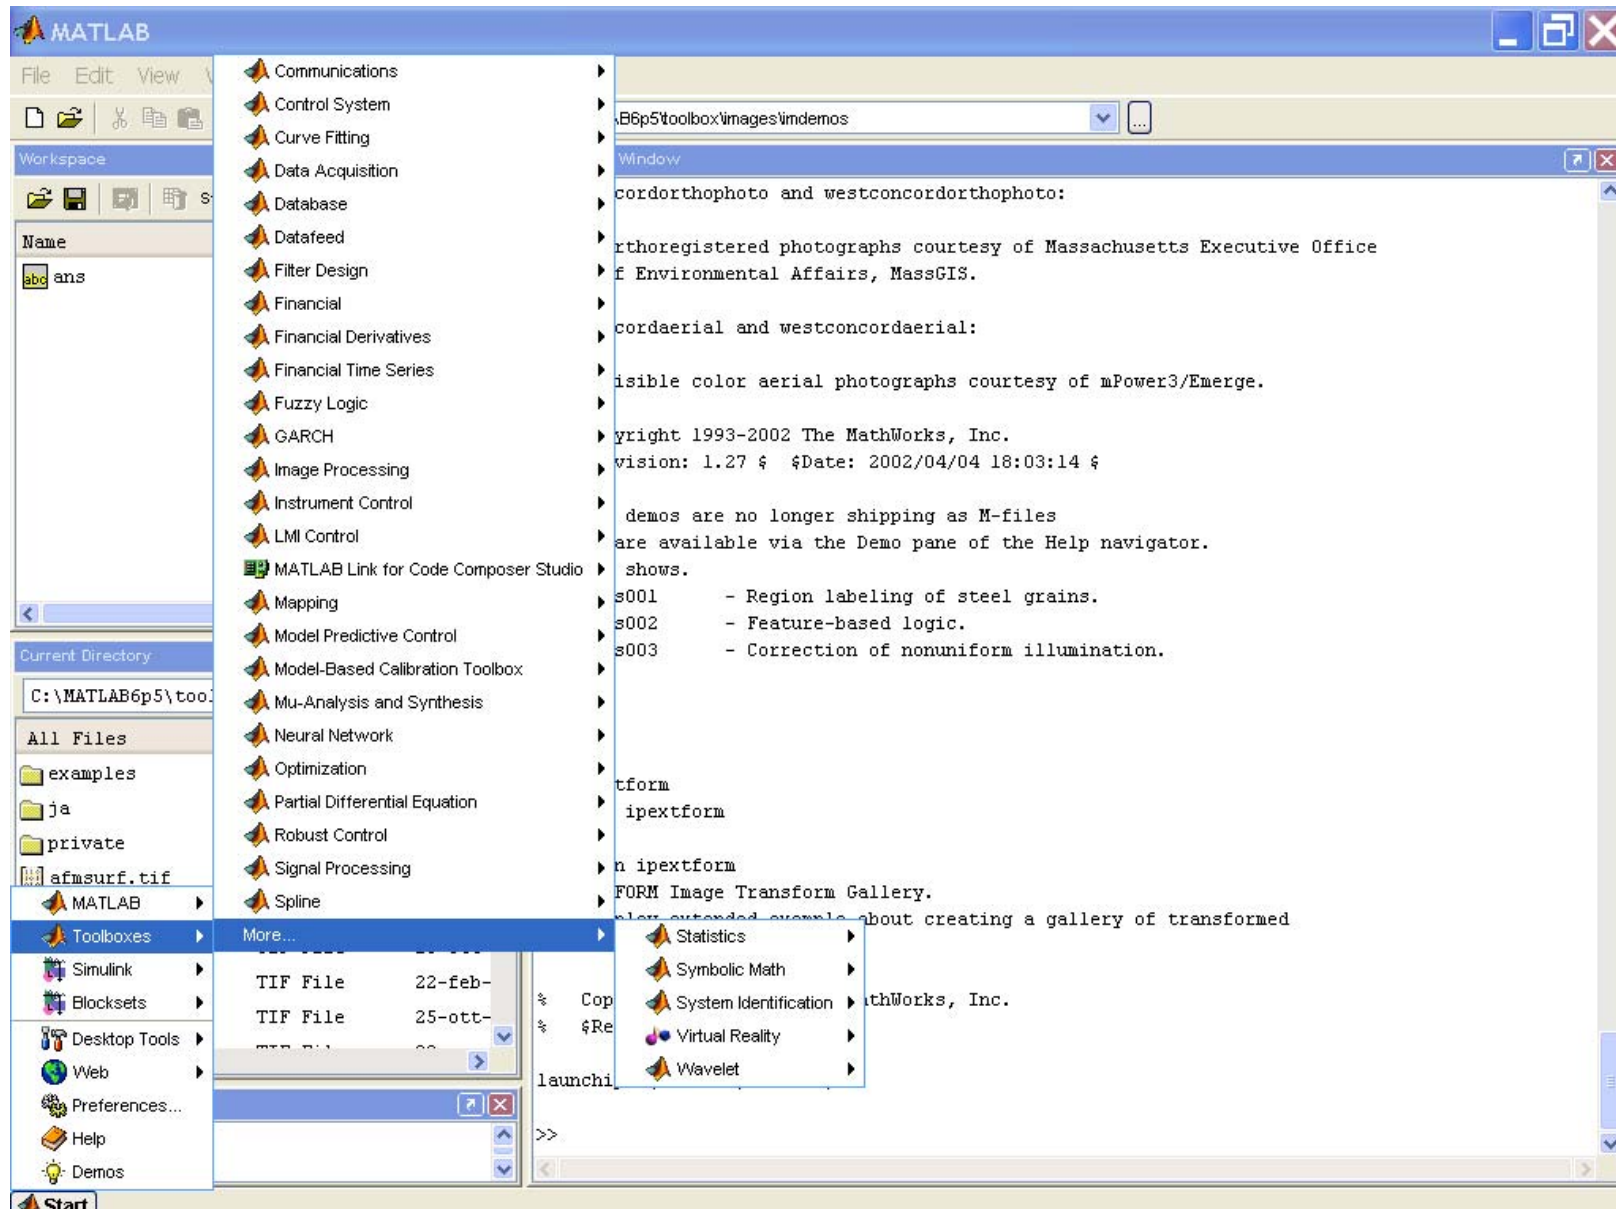 MATLAB
File Edit View
\B6p5\toolbox\images\imdemos
...
Workspace
Name
ans
Current Directory
C:\MATLAB6p5\tool
All Files
examples
ja
private
afmsurf.tif
TIF File 22-feb-
TIF File 25-ott-
MATLAB
Toolboxes
Simulink
Blocksets
Desktop Tools
Web
Preferences...
Help
Demos
Start
Communications
Control System
Curve Fitting
Data Acquisition
Database
Datafeed
Filter Design
Financial
Financial Derivatives
Financial Time Series
Fuzzy Logic
GARCH
Image Processing
Instrument Control
LMI Control
MATLAB Link for Code Composer Studio
Mapping
Model Predictive Control
Model-Based Calibration Toolbox
Mu-Analysis and Synthesis
Neural Network
Optimization
Partial Differential Equation
Robust Control
Signal Processing
Spline
More...
Statistics
Symbolic Math
System Identification
Virtual Reality
Wavelet
Window
cordorthophoto and westconcordorthophoto:
rthoregistered photographs courtesy of Massachusetts Executive Office
f Environmental Affairs, MassGIS.
cordaerial and westconcordaerial:
isible color aerial photographs courtesy of mPower3/Emerge.
yright 1993-2002 The MathWorks, Inc.
vision: 1.27 $ $Date: 2002/04/04 18:03:14 $
demos are no longer shipping as M-files
are available via the Demo pane of the Help navigator.
shows.
s001 - Region labeling of steel grains.
s002 - Feature-based logic.
s003 - Correction of nonuniform illumination.
tform
ipextform
n ipextform
FORM Image Transform Gallery.
play extended example about creating a gallery of transformed
% Cop thWorks, Inc.
% $Re
launchi
>>